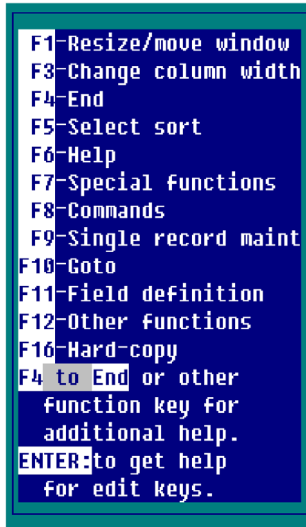 F1-Resize/move window
F3-Change column width
F4-End
F5-Select sort
F6-Help
F7-Special functions
F8-Commands
F9-Single record maint
F10-Goto
F11-Field definition
F12-Other functions
F16-Hard-copy
F4 to End or other
function key for
additional help.
ENTER:to get help
for edit keys.